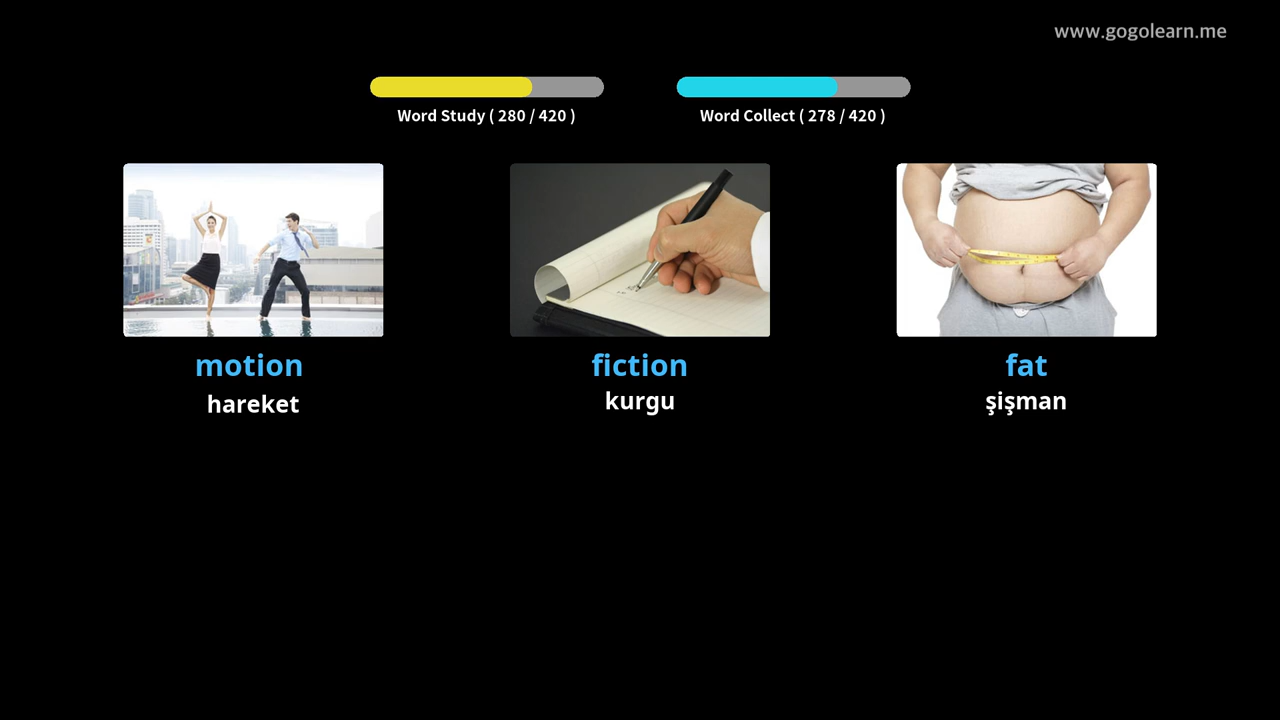 www.gogolearn.me
Word Study ( 280 / 420 )
Word Collect ( 278 / 420 )
motion
hareket
fiction
kurgu
fat
şişman